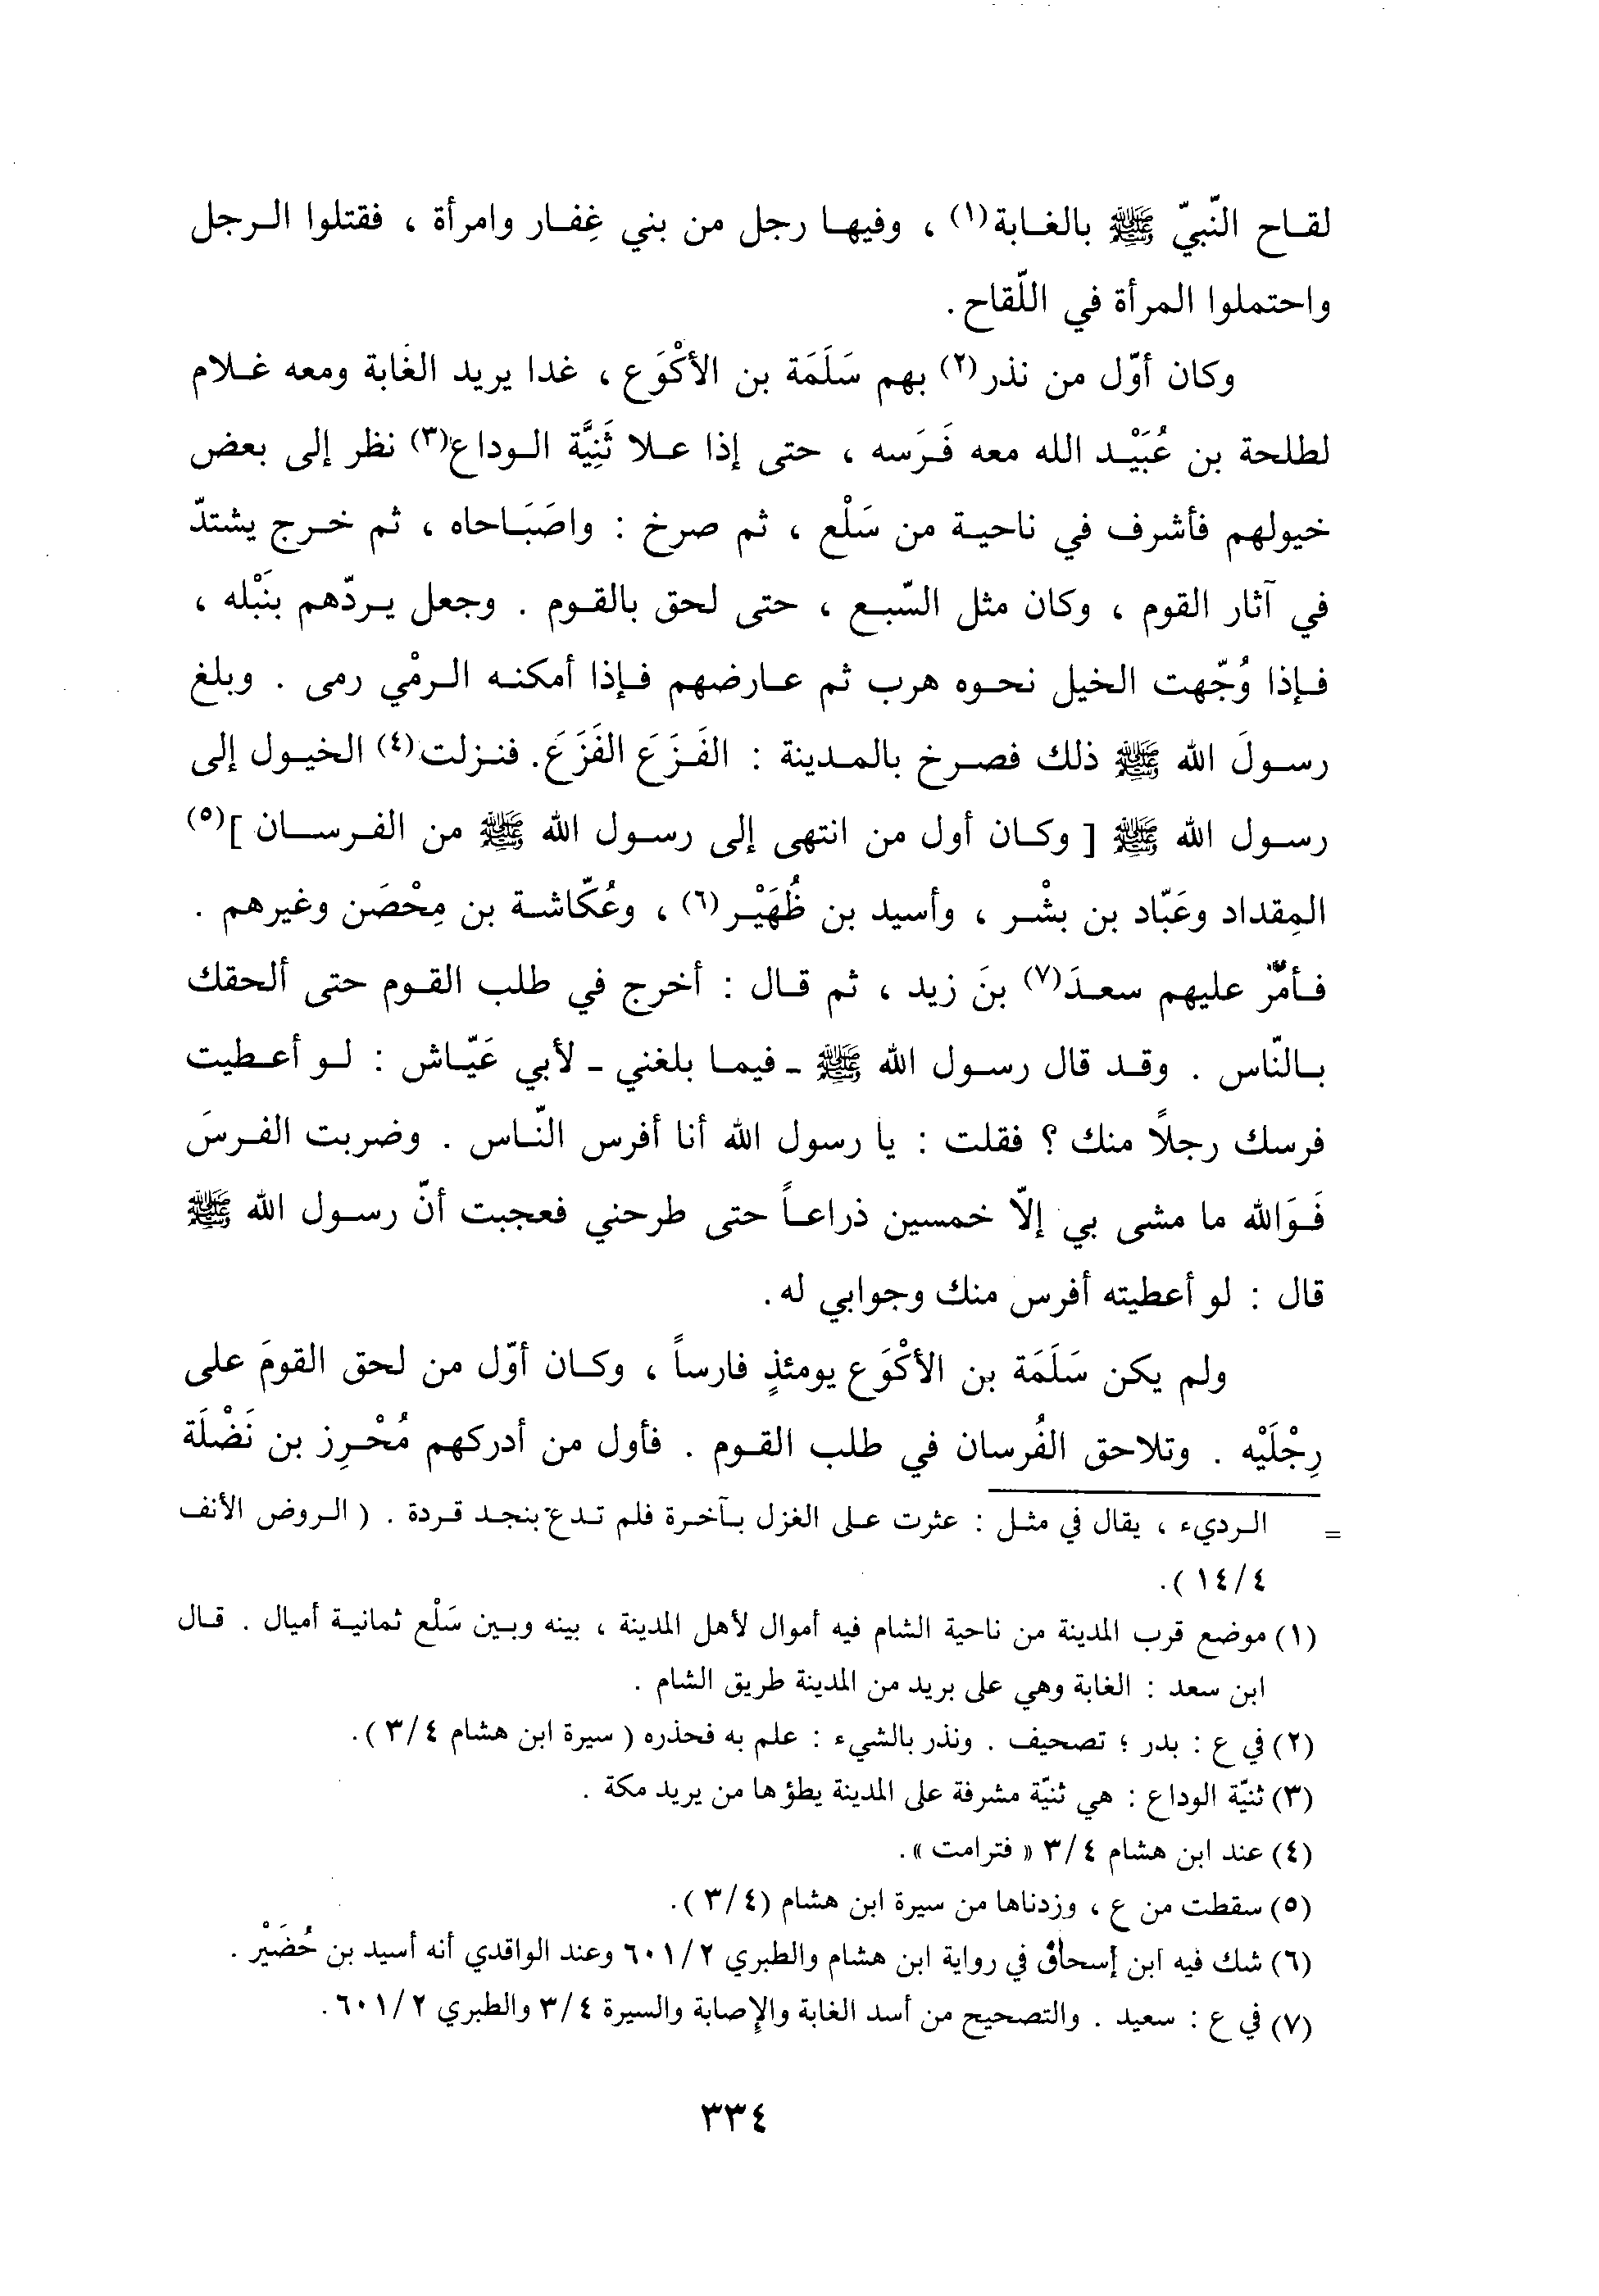 لقاح النّبيّ ﷺ بالغابة(١) ، وفيها رجل من بني غِفار وامرأة ، فقتلوا الرجل
واحتملوا المرأة في اللّقاح .
وكان أوّل من نذر(٢) بهم سَلَمَة بن الأكْوَع ، غدا يريد الغابة ومعه غلام
لطلحة بن عُبَيْد الله معه فَرَسه ، حتى إذا علا ثَنِيَّة الوداع(٣) نظر إلى بعض
خيولهم فأشرف في ناحية من سَلْع ، ثم صرخ : واصَبَاحاه ، ثم خرج يشتدّ
في آثار القوم ، وكان مثل السّبع ، حتى لحق بالقوم . وجعل يردّهم بنَبْله ،
فإذا وُجّهت الخيل نحوه هرب ثم عارضهم فإذا أمكنه الرمْي رمى . وبلغ
رسولَ الله ﷺ ذلك فصرخ بالمدينة : الفَزَعَ الفَزَعَ. فنزلت(٤) الخيول إلى
رسول الله ﷺ [ وكان أول من انتهى إلى رسول الله ﷺ من الفرسان ](٥)
المِقداد وعَبّاد بن بشْر ، وأسيد بن ظُهَيْر(٦) ، وعُكّاشة بن مِحْصَن وغيرهم .
فأمَّر عليهم سعدَ(٧) بنَ زيد ، ثم قال : أخرج في طلب القوم حتى ألحقك
بالنّاس . وقد قال رسول الله ﷺ - فيما بلغني - لأبي عَيّاش : لو أعطيت
فرسك رجلاً منك ؟ فقلت : يا رسول الله أنا أفرس النّاس . وضربت الفرسَ
فَوَالله ما مشى بي إلاّ خمسين ذراعاً حتى طرحني فعجبت أنّ رسول الله ﷺ
قال : لو أعطيته أفرس منك وجوابي له .
ولم يكن سَلَمَة بن الأكْوَع يومئذٍ فارساً ، وكان أوّل من لحق القومَ على
رِجْلَيْه . وتلاحق الفُرسان في طلب القوم . فأول من أدركهم مُحْرِز بن نَضْلَة
= الرديء ، يقال في مثل : عثرت على الغزل بآخرة فلم تدع بنجد قردة . ( الروض الأنف
٤/١٤ ).
(١) موضع قرب المدينة من ناحية الشام فيه أموال لأهل المدينة ، بينه وبين سَلْع ثمانية أميال . قال
ابن سعد : الغابة وهي على بريد من المدينة طريق الشام .
(٢) في ع : بدر ؛ تصحيف . ونذر بالشيء : علم به فحذره ( سيرة ابن هشام ٣/٤ ).
(٣) ثنيّة الوداع : هي ثنيّة مشرفة على المدينة يطؤها من يريد مكة .
(٤) عند ابن هشام ٣/٤ « فترامت ».
(٥) سقطت من ع ، وزدناها من سيرة ابن هشام (٣/٤ ).
(٦) شك فيه ابن إسحاق في رواية ابن هشام والطبري ٦٠١/٢ وعند الواقدي أنه أسيد بن حُضَيْر .
(٧) في ع : سعيد . والتصحيح من أسد الغابة والإصابة والسيرة ٣/٤ والطبري ٦٠١/٢ .
٣٣٤